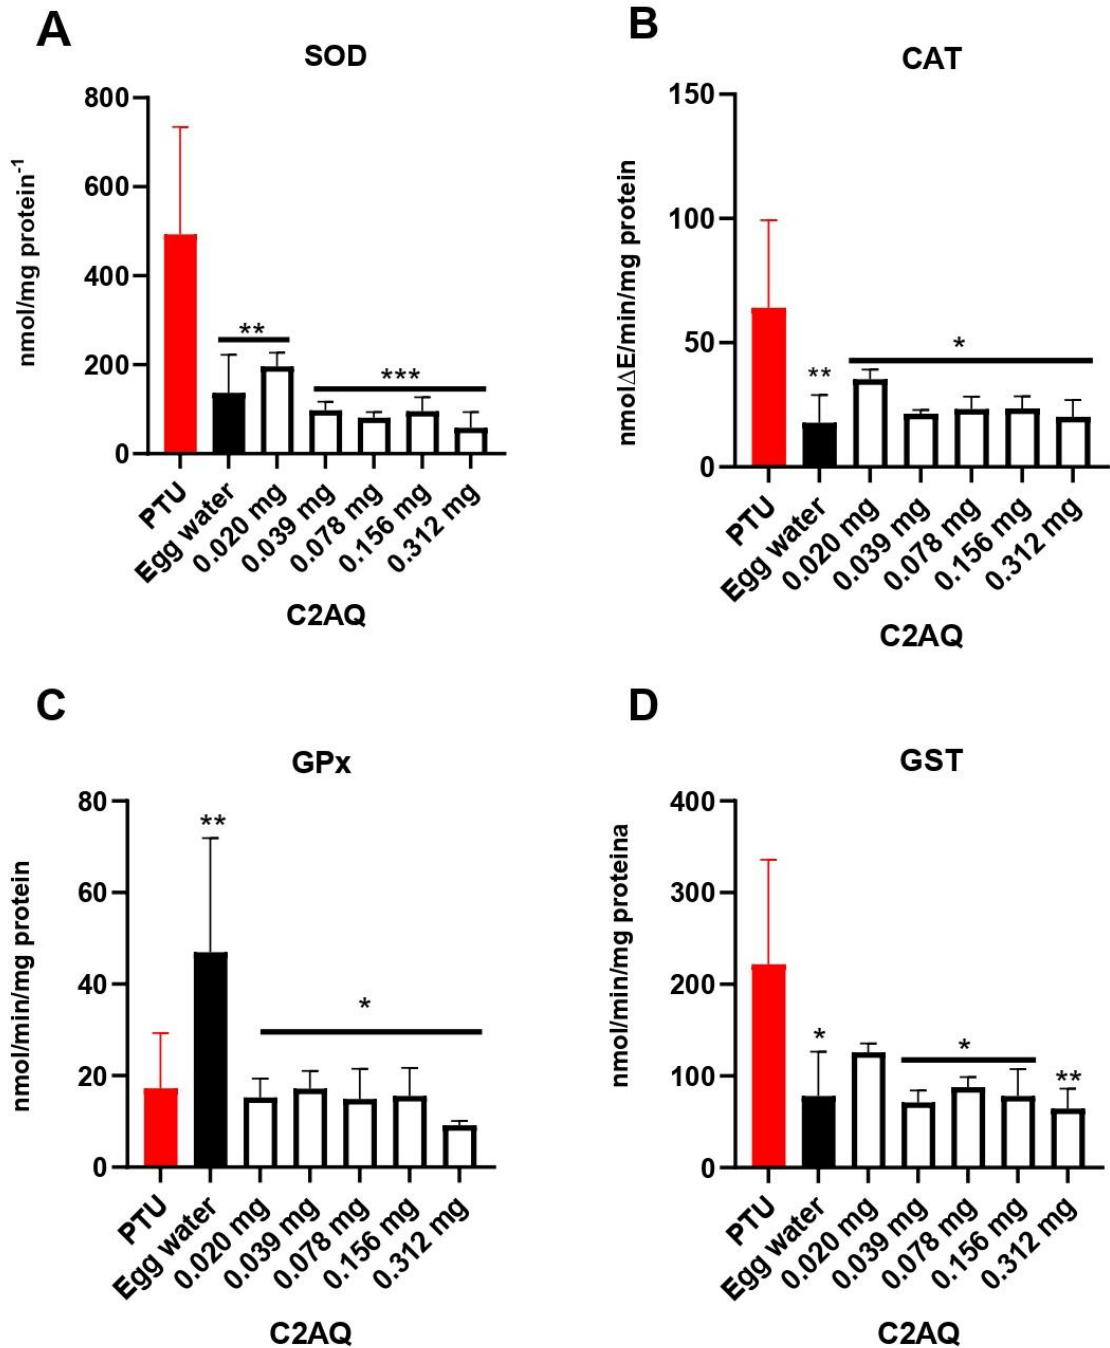 A
SOD
nmol/mg protein-1
800
600
400
200
0
**
***
PTU
Egg water
0.020 mg
0.039 mg
0.078 mg
0.156 mg
0.312 mg
C2AQ
B
CAT
nmolΔE/min/mg protein
150
100
50
0
**
*
PTU
Egg water
0.020 mg
0.039 mg
0.078 mg
0.156 mg
0.312 mg
C2AQ
C
GPx
nmol/min/mg protein
80
60
40
20
0
**
*
PTU
Egg water
0.020 mg
0.039 mg
0.078 mg
0.156 mg
0.312 mg
C2AQ
D
GST
nmol/min/mg proteina
400
300
200
100
0
*
*
**
PTU
Egg water
0.020 mg
0.039 mg
0.078 mg
0.156 mg
0.312 mg
C2AQ